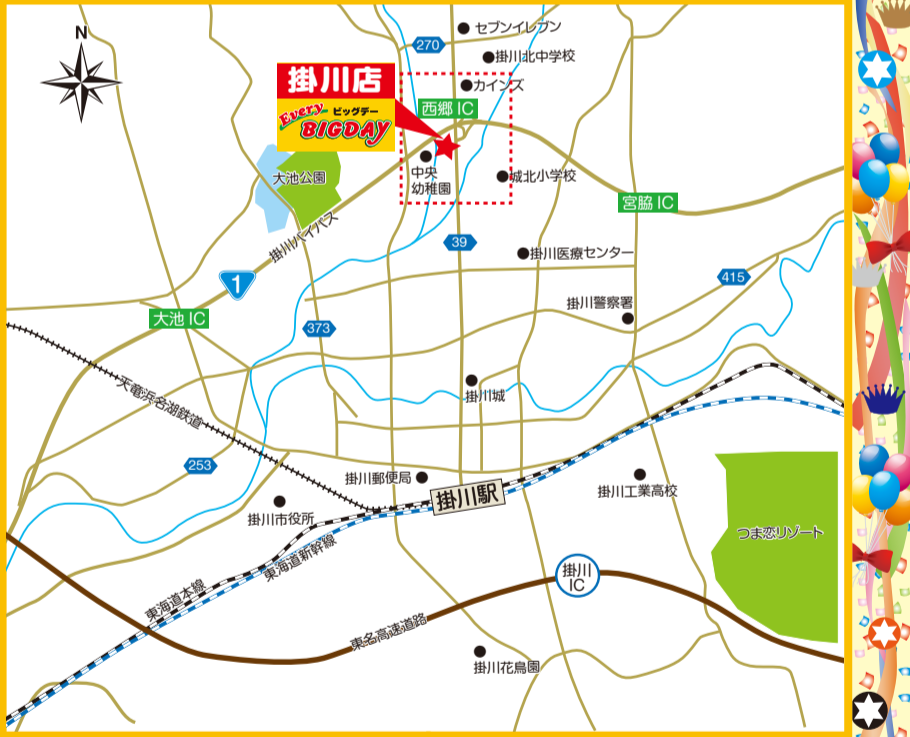 N
セブンイレブン
270
掛川北中学校
掛川店
カインズ
Every ビッグデー
BIGDAY
西郷 IC
中央
幼稚園
大池公園
城北小学校
宮脇 IC
掛川バイパス
39
掛川医療センター
1
415
掛川警察署
大池 IC
373
天竜浜名湖鉄道
掛川城
253
掛川郵便局
掛川駅
掛川工業高校
掛川市役所
つま恋リゾート
東海道新幹線
掛川
IC
東海道本線
東名高速道路
掛川花鳥園